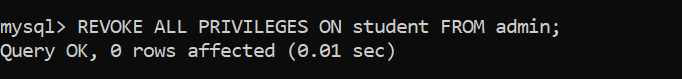 mysql> REVOKE ALL PRIVILEGES ON student FROM admin;
Query OK, 0 rows affected (0.01 sec)